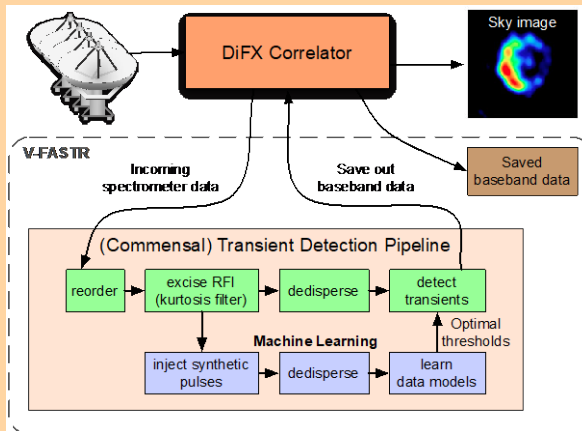 DiFX Correlator
Sky image
V-FASTR
Incoming
spectrometer data
Save out
baseband data
Saved
baseband data
(Commensal) Transient Detection Pipeline
reorder
excise RFI
(kurtosis filter)
dedisperse
detect
transients
Machine Learning
Optimal
thresholds
inject synthetic
pulses
dedisperse
learn
data models